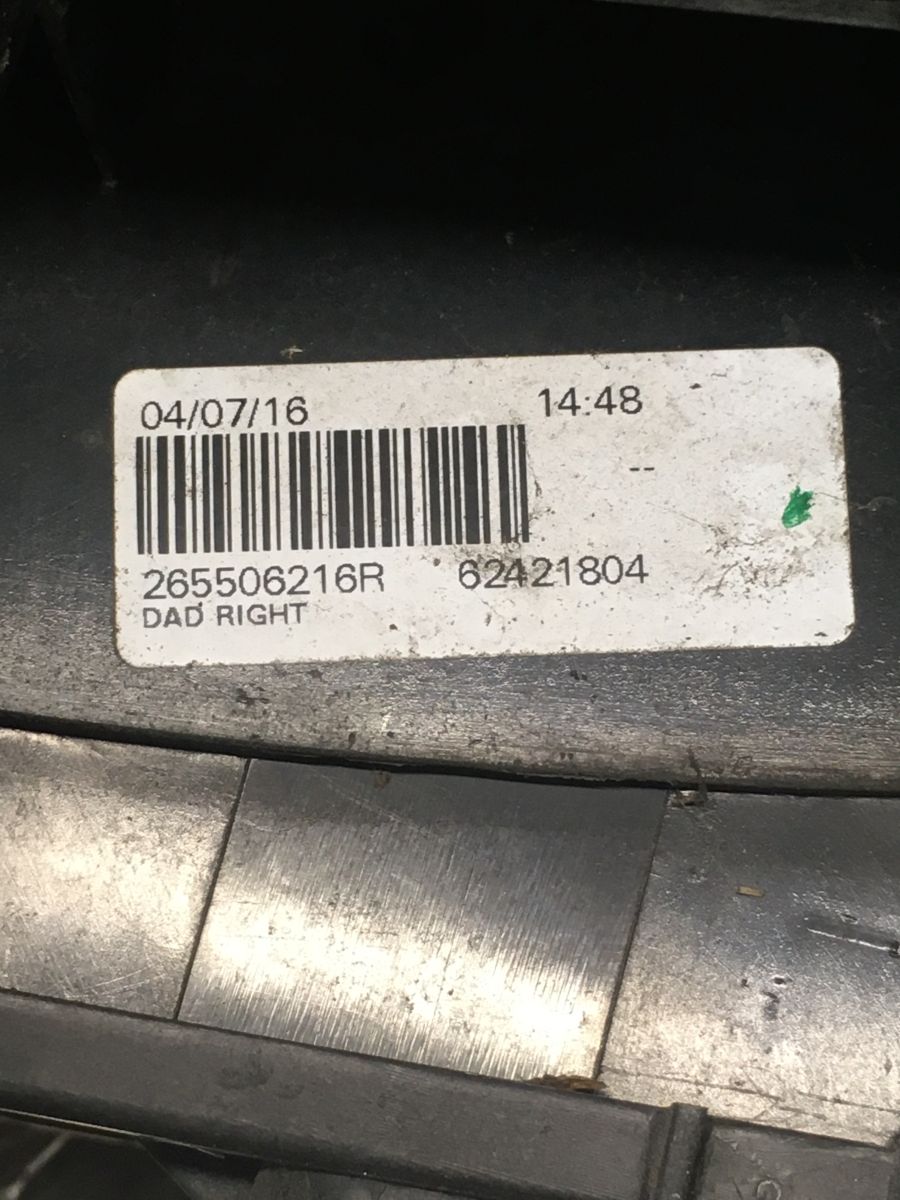 04/07/16 14:48
--
265506216R 62421804
DAD RIGHT